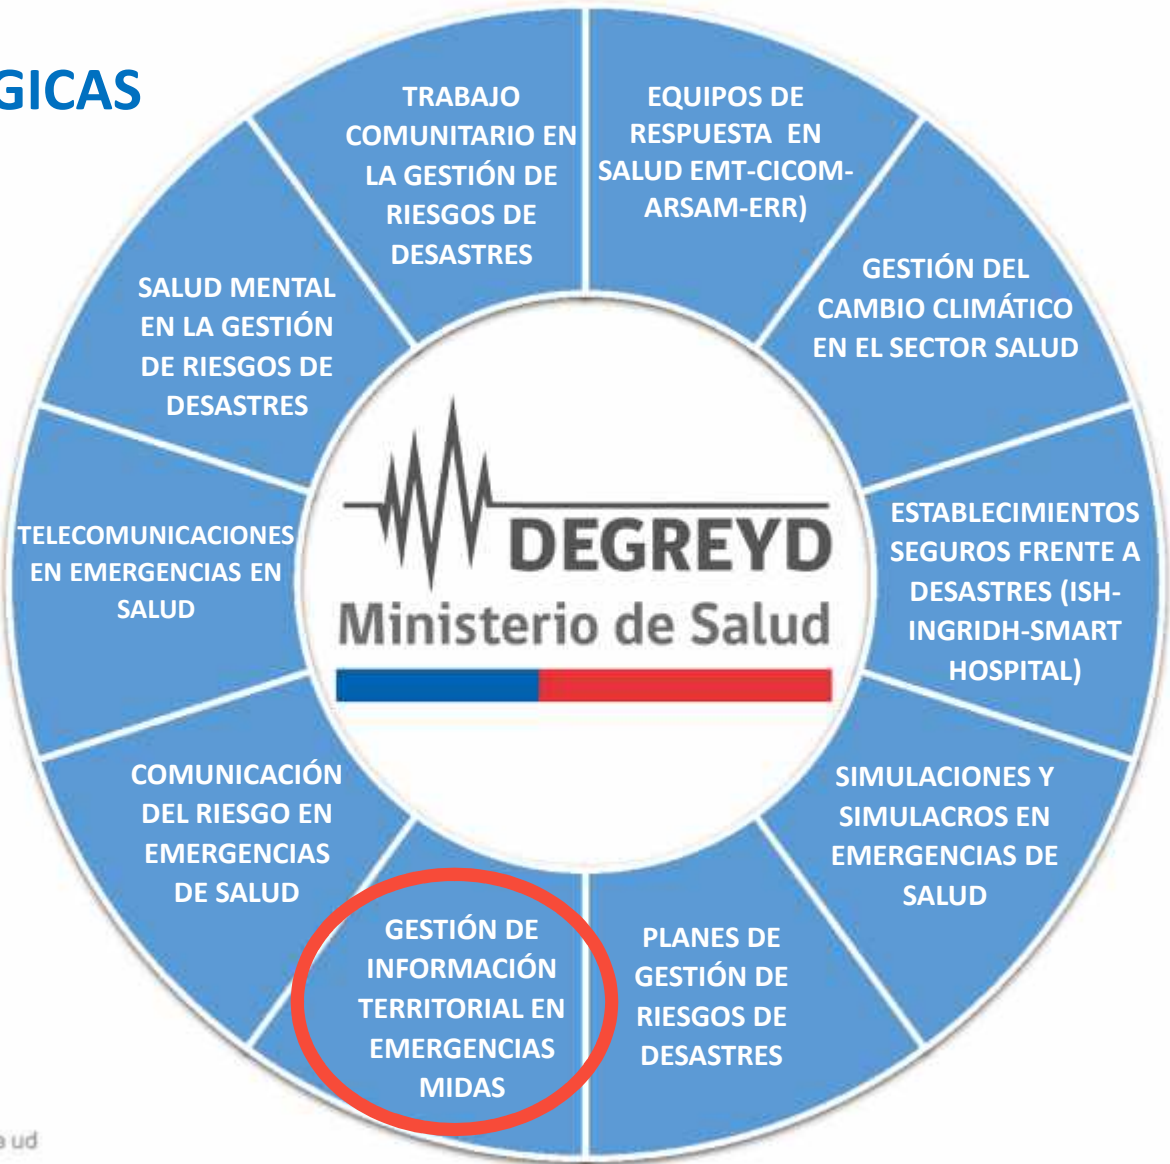 GICAS
TRABAJO
COMUNITARIO EN
LA GESTIÓN DE
RIESGOS DE
DESASTRES
EQUIPOS DE
RESPUESTA EN
SALUD EMT-CICOM-
ARSAM-ERR)
GESTIÓN DEL
CAMBIO CLIMÁTICO
EN EL SECTOR SALUD
ESTABLECIMIENTOS
SEGUROS FRENTE A
DESASTRES (ISH-
INGRIDH-SMART
HOSPITAL)
SIMULACIONES Y
SIMULACROS EN
EMERGENCIAS DE
SALUD
PLANES DE
GESTIÓN DE
RIESGOS DE
DESASTRES
GESTIÓN DE
INFORMACIÓN
TERRITORIAL EN
EMERGENCIAS
MIDAS
COMUNICACIÓN
DEL RIESGO EN
EMERGENCIAS
DE SALUD
TELECOMUNICACIONES
EN EMERGENCIAS EN
SALUD
SALUD MENTAL
EN LA GESTIÓN
DE RIESGOS DE
DESASTRES
DEGREYD
Ministerio de Salud
ud